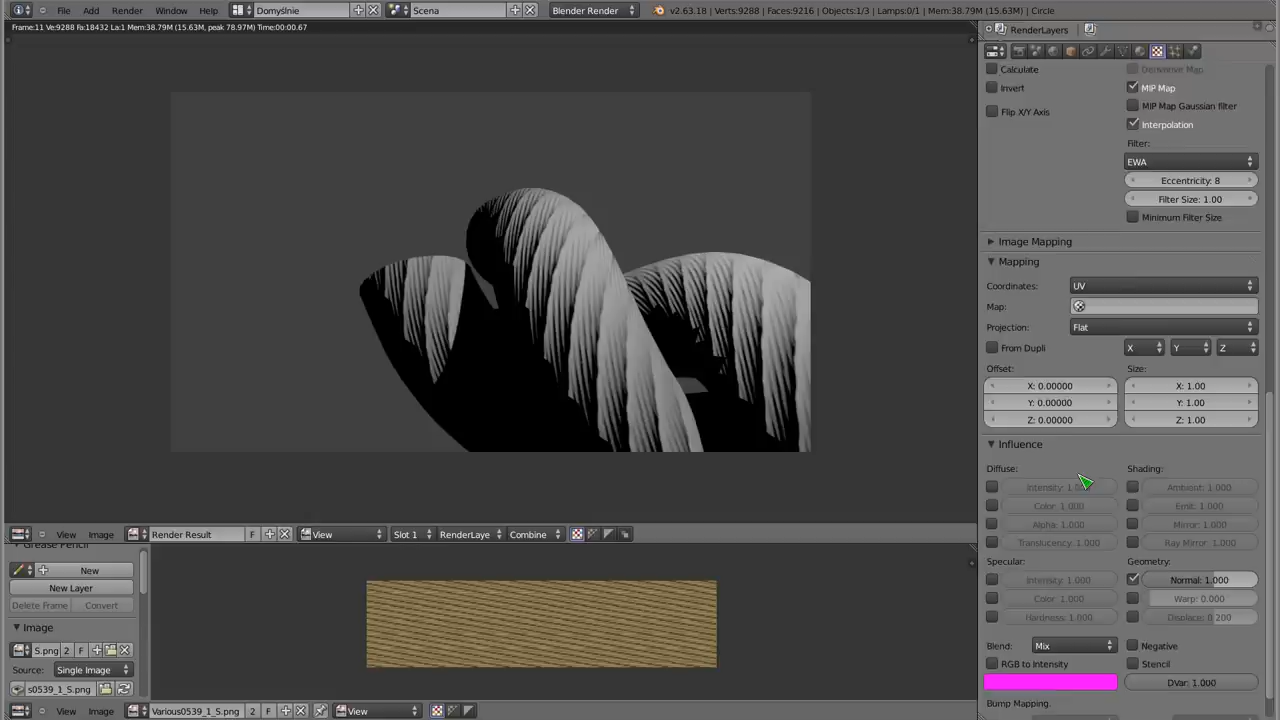 File Add Render Window Help Domyślnie Scena Blender Render v2.63.18 | Verts:9288 | Faces:9216 | Objects:1/3 | Lamps:0/1 | Mem:38.79M (15.63M) | Circle
Frame:11 Ve:9288 Fa:18432 La:1 Mem:38.79M (15.63M, peak 78.97M) Time:00:00.67
RenderLayers
Calculate Derivative Map
Invert MIP Map
MIP Map Gaussian filter
Flip X/Y Axis
Interpolation
Filter:
EWA
Eccentricity: 8
Filter Size: 1.00
Minimum Filter Size
Image Mapping
Mapping
Coordinates: UV
Map:
Projection: Flat
From Dupli X Y Z
Offset: Size:
X: 0.00000 X: 1.00
Y: 0.00000 Y: 1.00
Z: 0.00000 Z: 1.00
Influence
Diffuse: Shading:
Intensity: Ambient: 1.000
Color: 1.000 Emit: 1.000
Alpha: 1.000 Mirror: 1.000
Translucency: 1.000 Ray Mirror: 1.000
Specular: Geometry:
Intensity: 1.000 Normal: 1.000
Color: 1.000 Warp: 0.000
Hardness: 1.000 Displace: 0.200
Blend: Mix Negative
RGB to Intensity Stencil
DVar: 1.000
Bump Mapping:
View Image Render Result F View Slot 1 RenderLaye Combine
Grease Pencil
New
New Layer
Delete Frame Convert
Image
S.png 2 F
Source: Single Image
s0539_1_S.png
View Image Various0539_1_S.png 2 F View